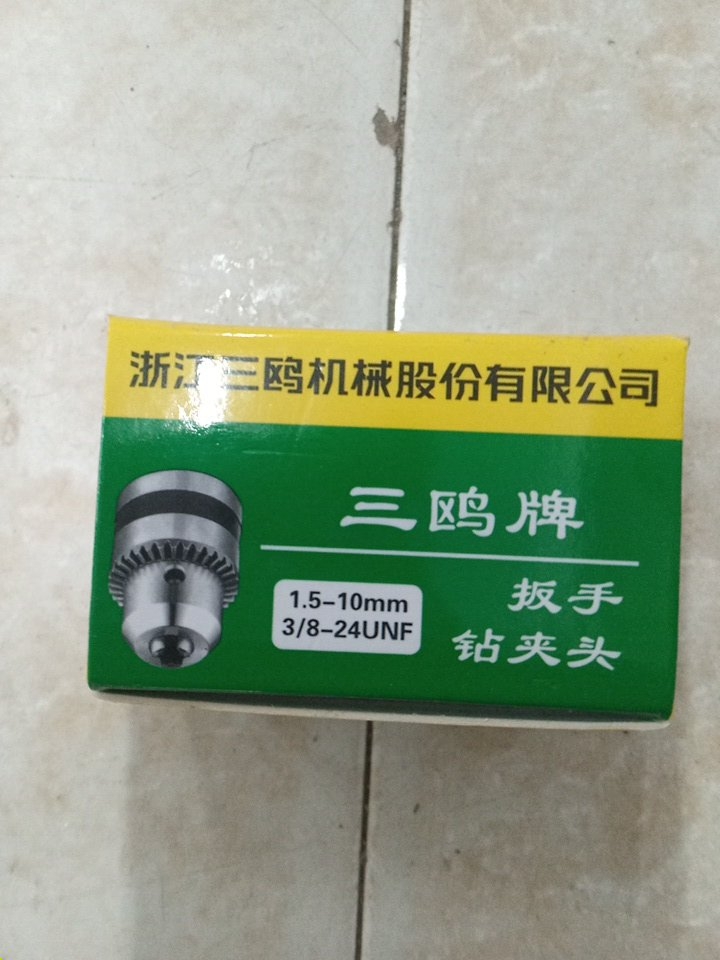 浙江三鸥机械股份有限公司
三鸥牌
1.5-10mm
3/8-24UNF
扳手
钻夹头